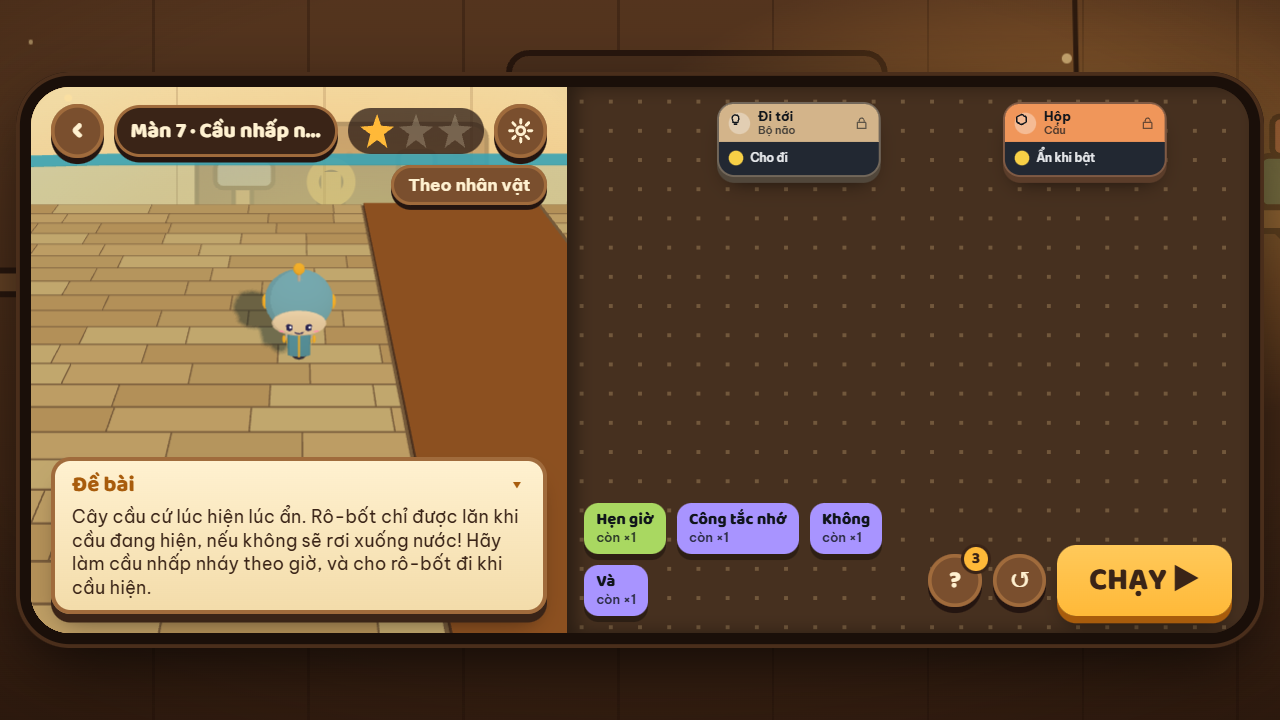 Màn 7 • Cầu nhấp n...
Theo nhân vật
Đề bài
Cây cầu cứ lúc hiện lúc ẩn. Rô-bốt chỉ được lăn khi
cầu đang hiện, nếu không sẽ rơi xuống nước! Hãy
làm cầu nhấp nháy theo giờ, và cho rô-bốt đi khi
cầu hiện.
Đi tới
Bộ não
Cho đi
Hộp
Cầu
Ẩn khi bật
Hẹn giờ
còn ×1
Công tắc nhớ
còn ×1
Không
còn ×1
Và
còn ×1
?
3
CHẠY